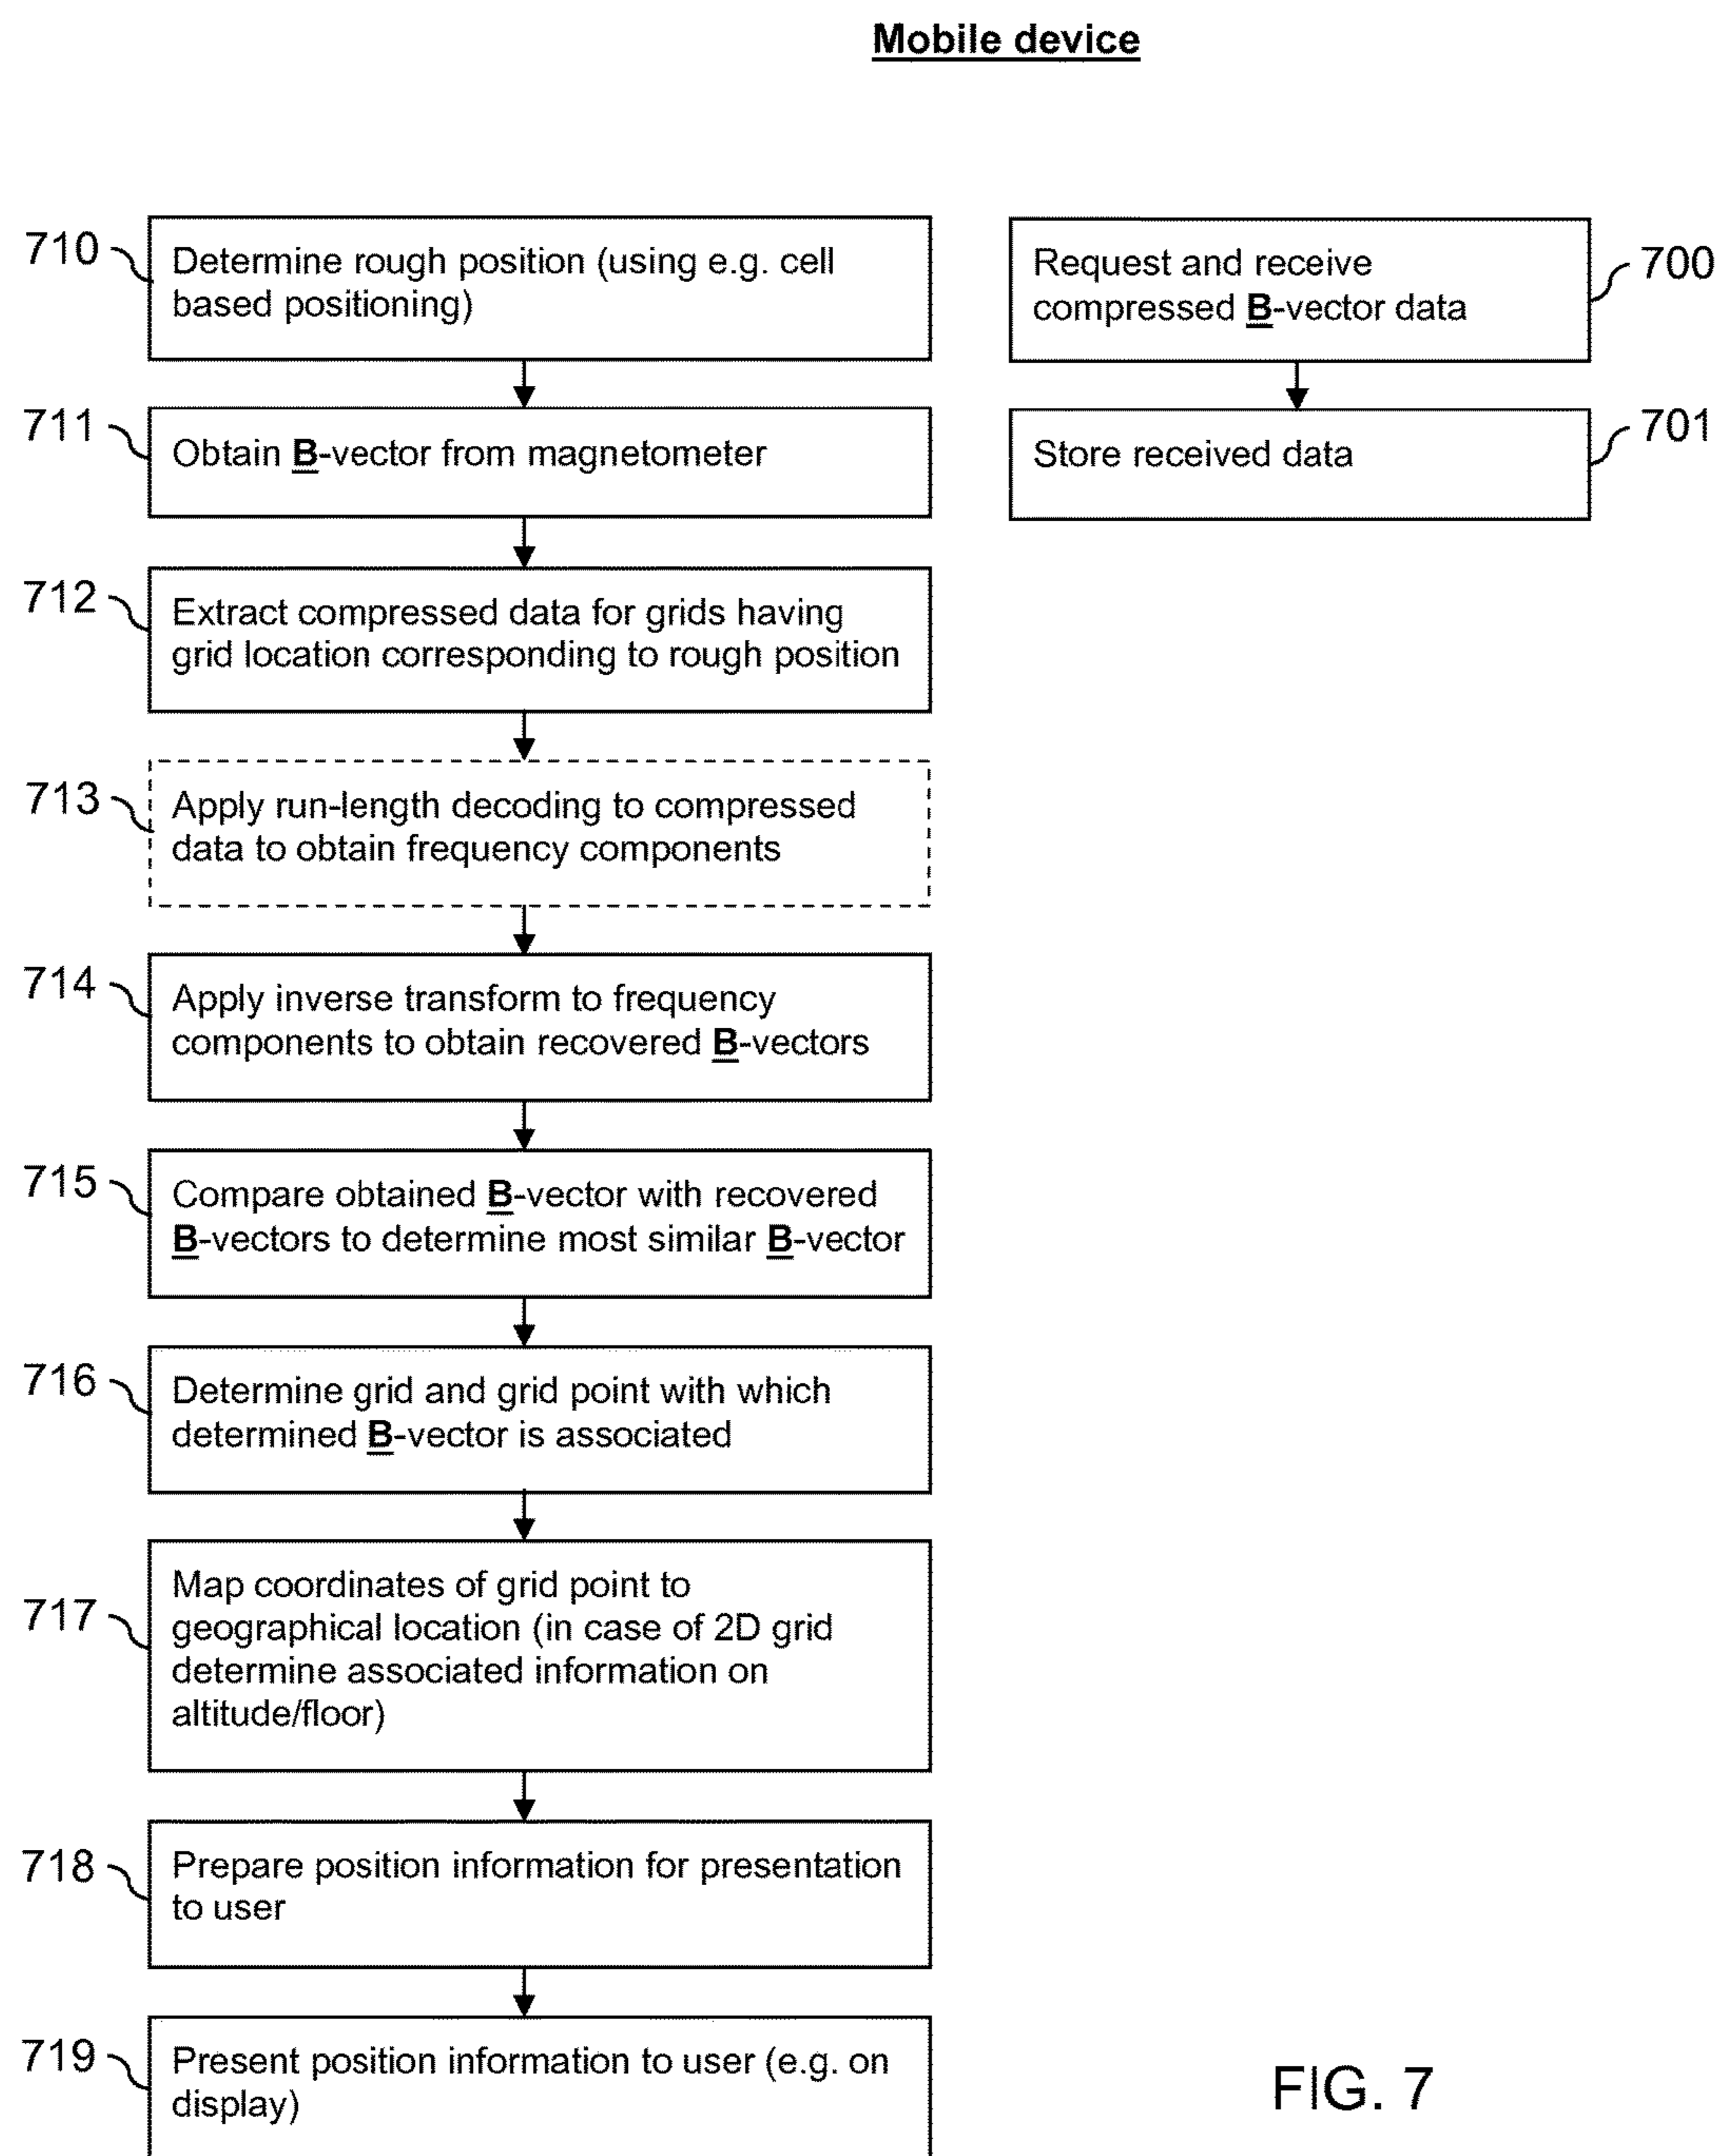 Mobile device
710
Determine rough position (using e.g. cell
based positioning)
700
Request and receive
compressed B-vector data
711
Obtain B-vector from magnetometer
701
Store received data
712
Extract compressed data for grids having
grid location corresponding to rough position
713
Apply run-length decoding to compressed
data to obtain frequency components
714
Apply inverse transform to frequency
components to obtain recovered B-vectors
715
Compare obtained B-vector with recovered
B-vectors to determine most similar B-vector
716
Determine grid and grid point with which
determined B-vector is associated
717
Map coordinates of grid point to
geographical location (in case of 2D grid
determine associated information on
altitude/floor)
718
Prepare position information for presentation
to user
719
Present position information to user (e.g. on
display)
FIG. 7